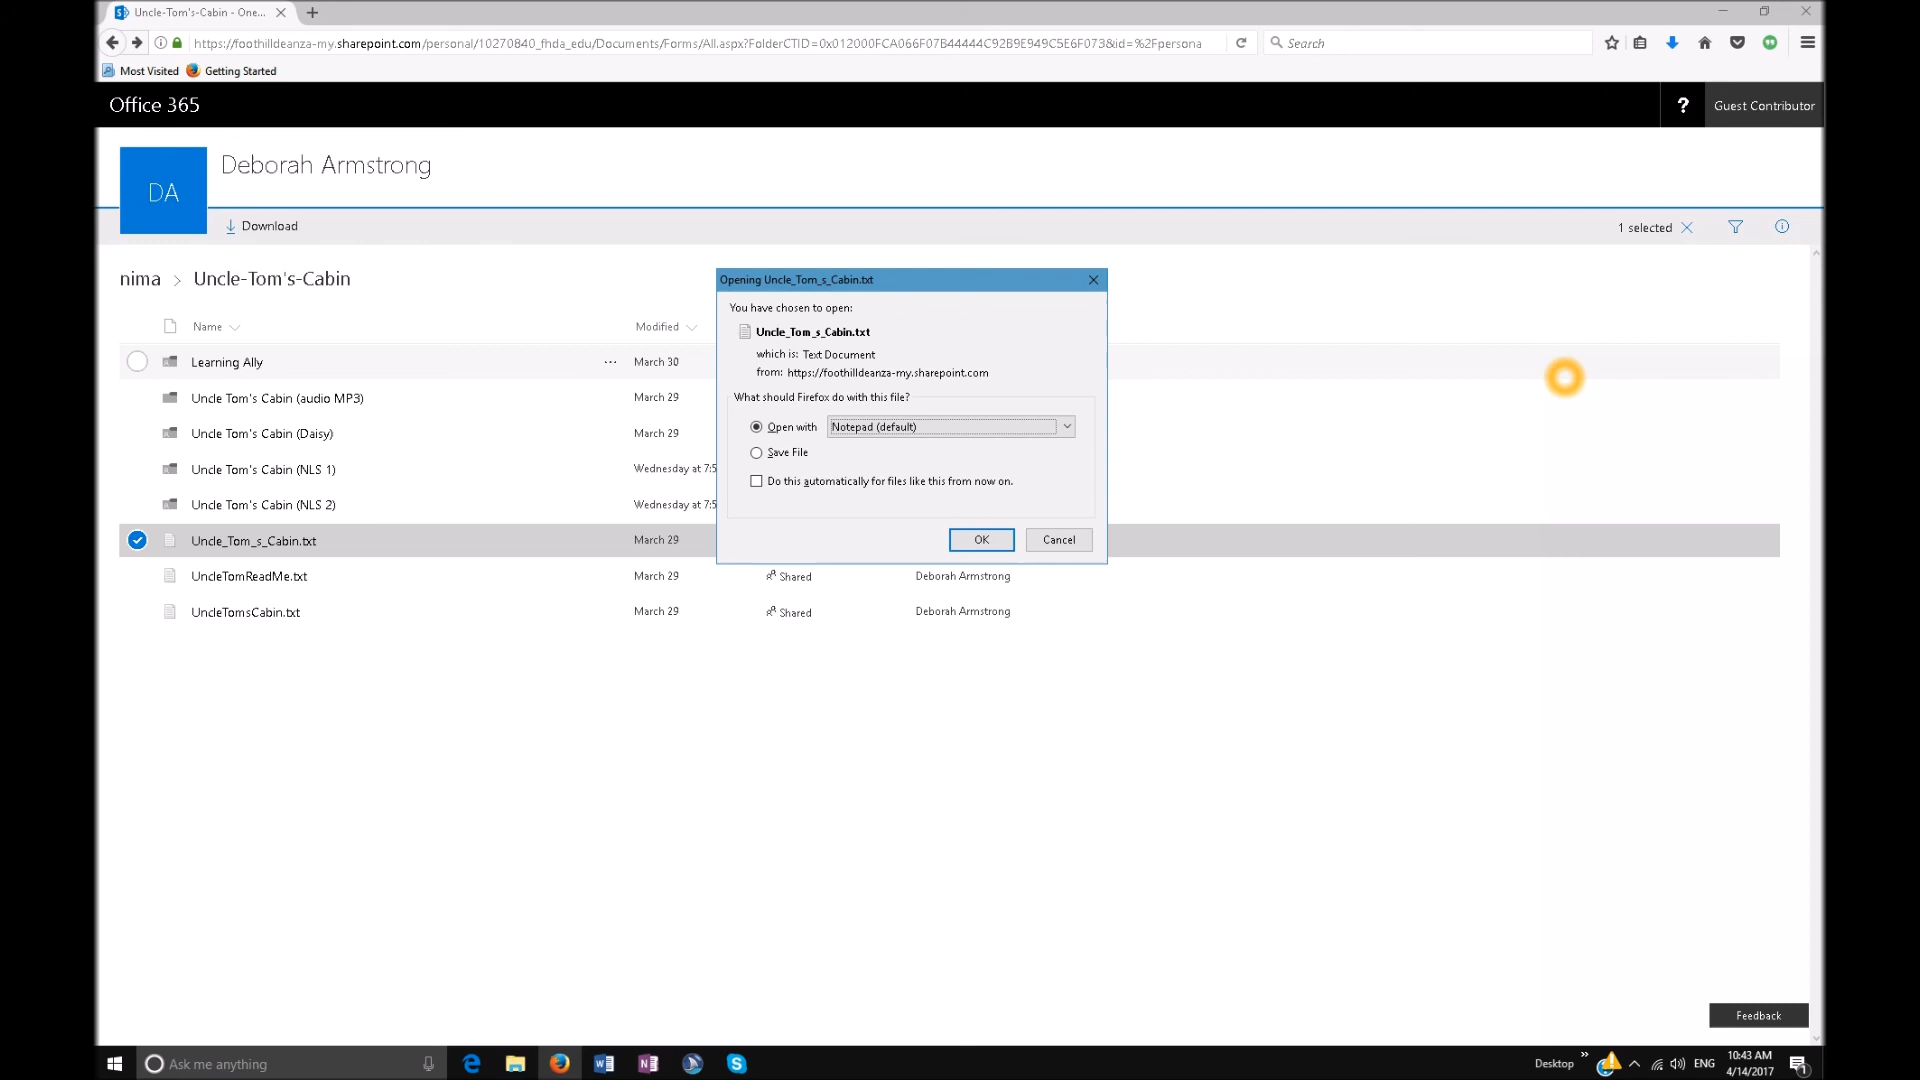 Uncle-Tom's-Cabin - One...
https://foothilldeanza-my.sharepoint.com/personal/10270840_fhda_edu/Documents/Forms/All.aspx?FolderCTID=0x012000FCA066F07B44444C92B9E949C5E6F073&id=%2Fpersona
Search
Most Visited Getting Started
Office 365
? Guest Contributor
DA
Deborah Armstrong
Download
1 selected
nima > Uncle-Tom's-Cabin
Name Modified
Learning Ally ... March 30
Uncle Tom's Cabin (audio MP3) March 29
Uncle Tom's Cabin (Daisy) March 29
Uncle Tom's Cabin (NLS 1) Wednesday at 7:5
Uncle Tom's Cabin (NLS 2) Wednesday at 7:5
Uncle_Tom_s_Cabin.txt March 29
UncleTomReadMe.txt March 29 Shared Deborah Armstrong
UncleTomsCabin.txt March 29 Shared Deborah Armstrong
Opening Uncle_Tom_s_Cabin.txt
You have chosen to open:
Uncle_Tom_s_Cabin.txt
which is: Text Document
from: https://foothilldeanza-my.sharepoint.com
What should Firefox do with this file?
Open with Notepad (default)
Save File
Do this automatically for files like this from now on.
OK Cancel
Feedback
Ask me anything
Desktop ENG 10:43 AM
4/14/2017